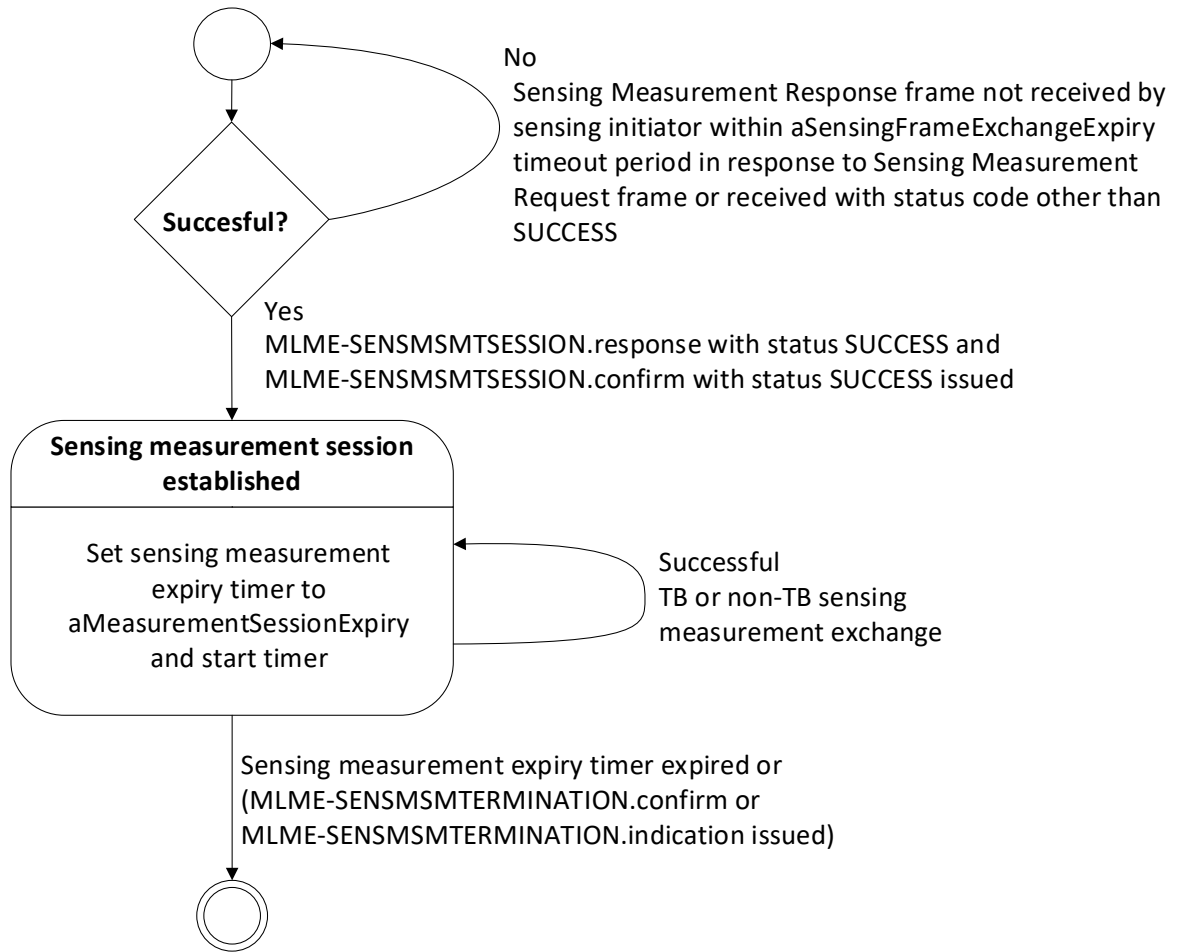 No
Sensing Measurement Response frame not received by
sensing initiator within aSensingFrameExchangeExpiry
timeout period in response to Sensing Measurement
Request frame or received with status code other than
SUCCESS
Succesful?
Yes
MLME-SENSMSMTSESSION.response with status SUCCESS and
MLME-SENSMSMTSESSION.confirm with status SUCCESS issued
Sensing measurement session
established
Set sensing measurement
expiry timer to
aMeasurementSessionExpiry
and start timer
Successful
TB or non-TB sensing
measurement exchange
Sensing measurement expiry timer expired or
(MLME-SENSMSMTERMINATION.confirm or
MLME-SENSMSMTERMINATION.indication issued)